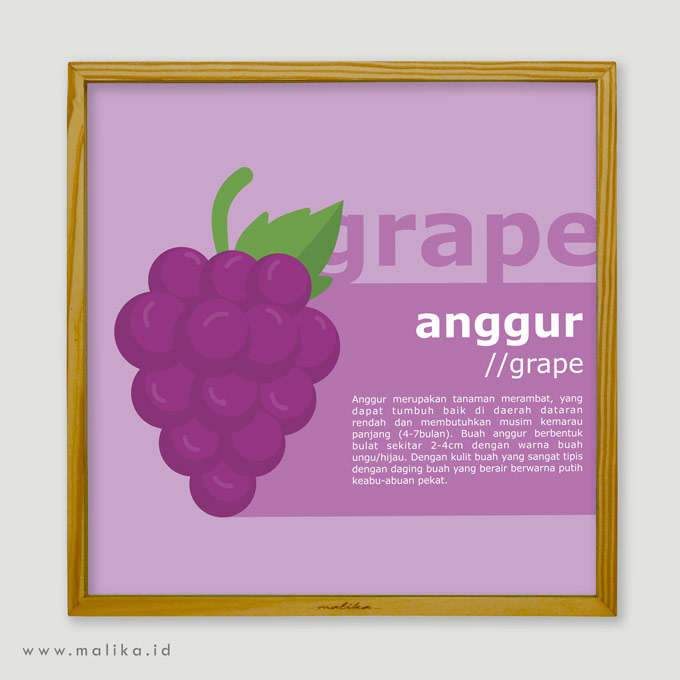 grape
anggur
//grape
Anggur merupakan tanaman merambat, yang
dapat tumbuh baik di daerah dataran
rendah dan membutuhkan musim kemarau
panjang (4-7bulan). Buah anggur berbentuk
bulat sekitar 2-4cm dengan warna buah
ungu/hijau. Dengan kulit buah yang sangat tipis
dengan daging buah yang berair berwarna putih
keabu-abuan pekat.
malika
www.malika.id